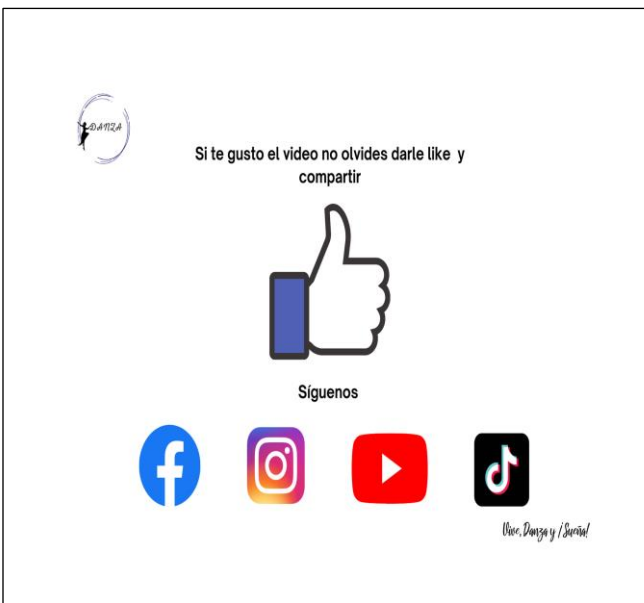 DANZA
Si te gusto el video no olvides darle like y
compartir
Síguenos
Vive, Danza y ¡Sueña!